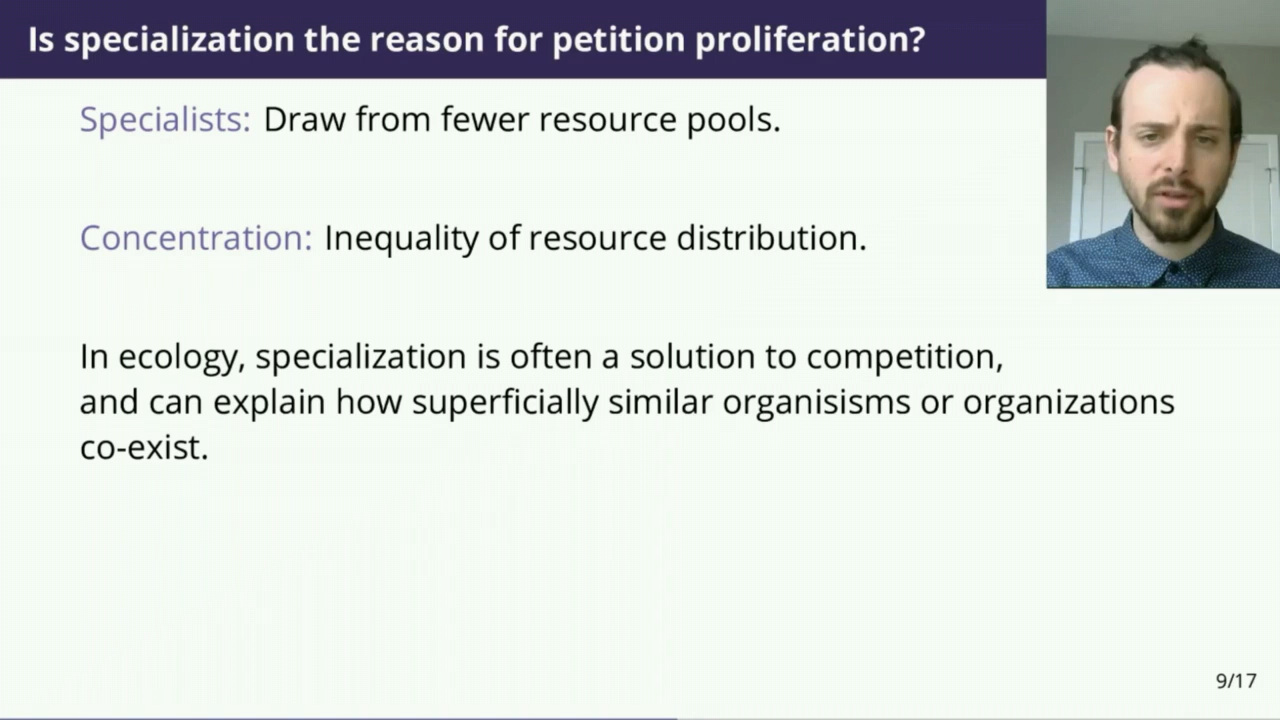 Is specialization the reason for petition proliferation?
Specialists: Draw from fewer resource pools.
Concentration: Inequality of resource distribution.
In ecology, specialization is often a solution to competition,
and can explain how superficially similar organisisms or organizations
co-exist.
9/17